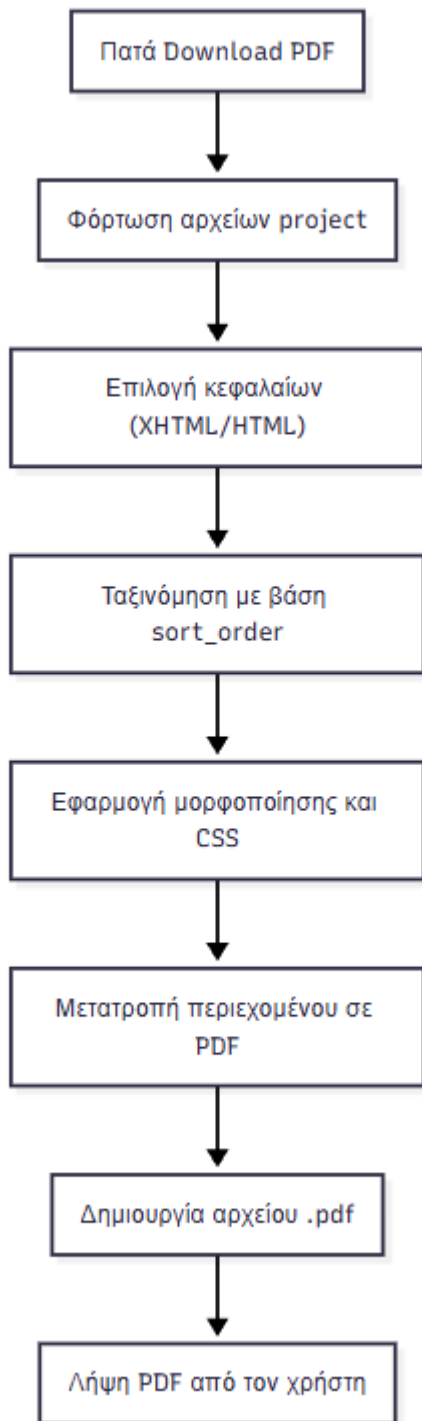 Πατά Download PDF
Φόρτωση αρχείων project
Επιλογή κεφαλαίων
(XHTML/HTML)
Ταξινόμηση με βάση
sort_order
Εφαρμογή μορφοποίησης και
CSS
Μετατροπή περιεχομένου σε
PDF
Δημιουργία αρχείου .pdf
Λήψη PDF από τον χρήστη